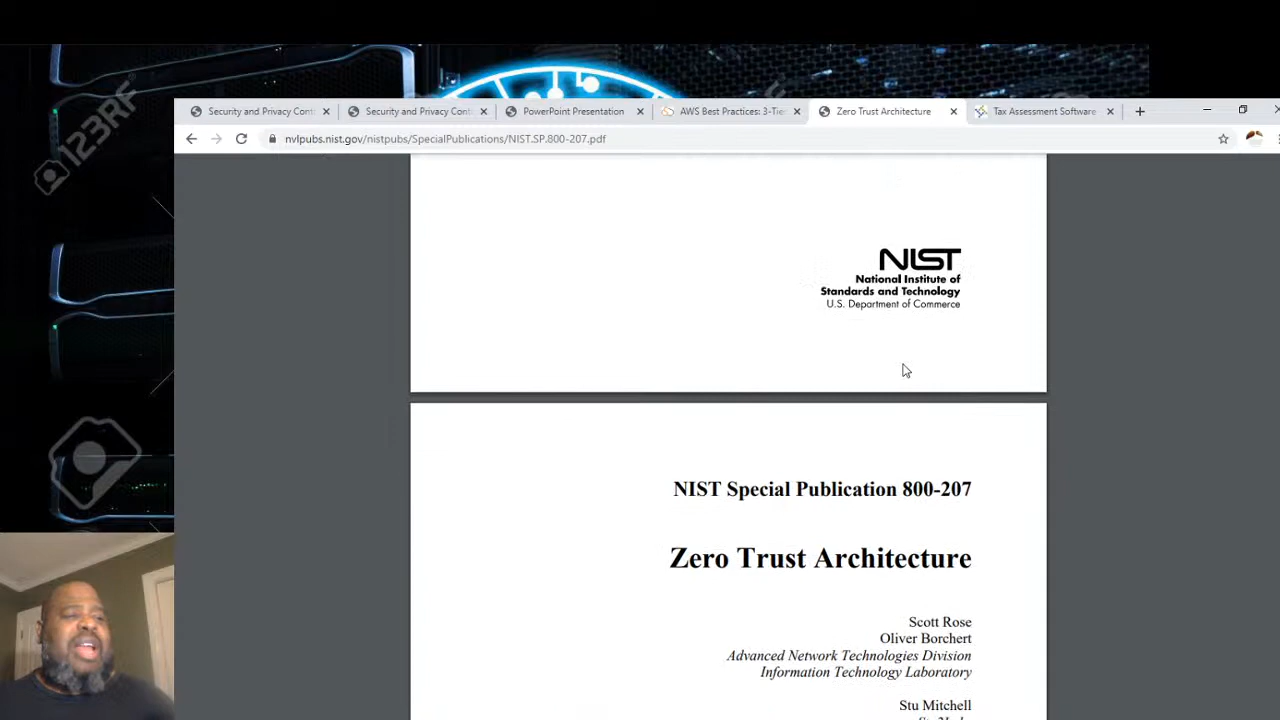 Security and Privacy Cont
Security and Privacy Cont
PowerPoint Presentation
AWS Best Practices: 3-Tie
Zero Trust Architecture
Tax Assessment Software
nvlpubs.nist.gov/nistpubs/SpecialPublications/NIST.SP.800-207.pdf
123RF
NIST
National Institute of
Standards and Technology
U.S. Department of Commerce
NIST Special Publication 800-207
Zero Trust Architecture
Scott Rose
Oliver Borchert
Advanced Network Technologies Division
Information Technology Laboratory
Stu Mitchell